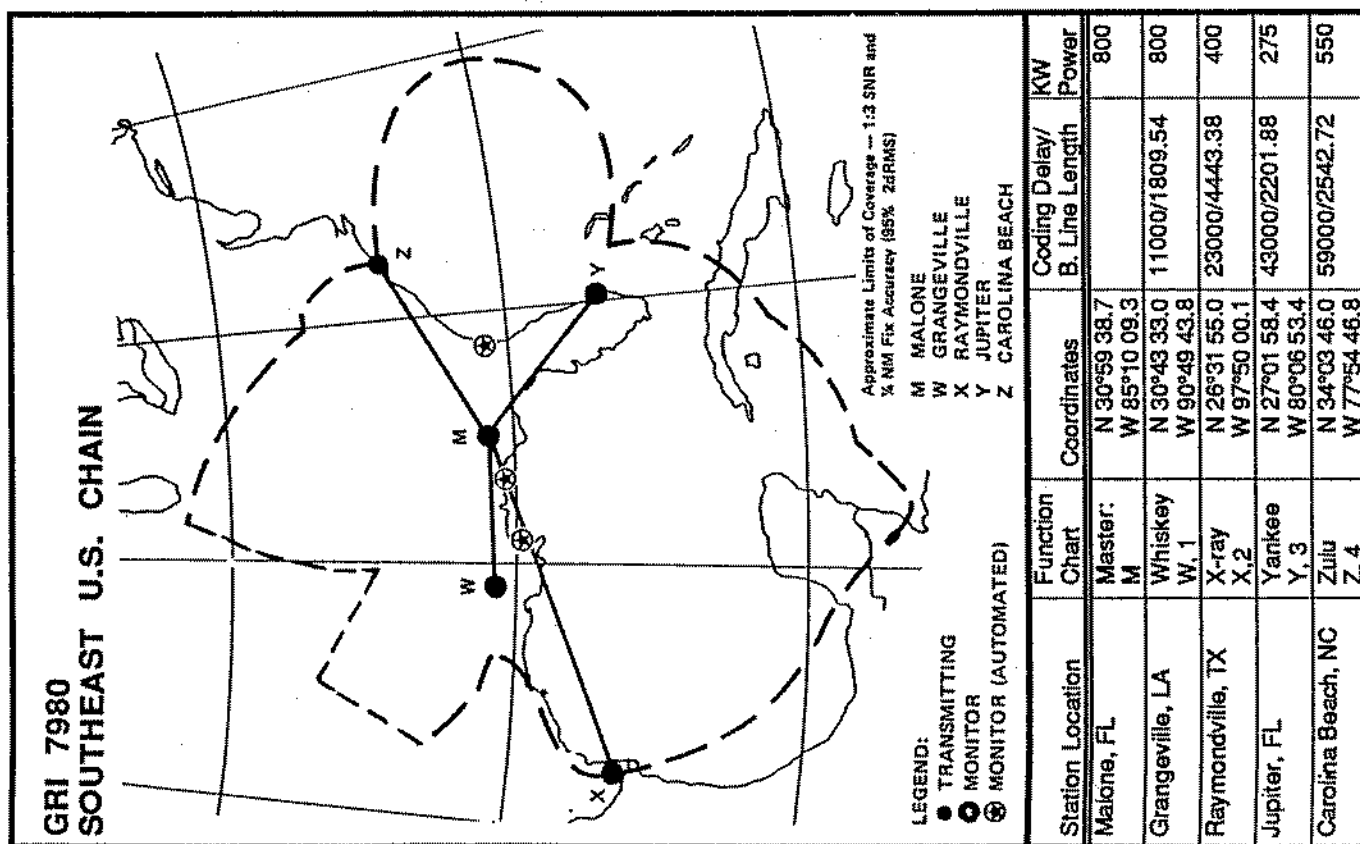 GRI 7980
SOUTHEAST U.S. CHAIN
Z
M
W
Y
X
Approximate Limits of Coverage — 1:3 SNR and
¼ NM Fix Accuracy (95% 2dRMS)
M MALONE
W GRANGEVILLE
X RAYMONDVILLE
Y JUPITER
Z CAROLINA BEACH
LEGEND:
TRANSMITTING
MONITOR
MONITOR (AUTOMATED)
Station Location | Function Chart | Coordinates | Coding Delay/ B. Line Length | KW Power
Malone, FL | Master: M | N 30°59 38.7 W 85°10 09.3 | | 800
Grangeville, LA | Whiskey W, 1 | N 30°43 33.0 W 90°49 43.8 | 11000/1809.54 | 800
Raymondville, TX | X-ray X,2 | N 26°31 55.0 W 97°50 00.1 | 23000/4443.38 | 400
Jupiter, FL | Yankee Y, 3 | N 27°01 58.4 W 80°06 53.4 | 43000/2201.88 | 275
Carolina Beach, NC | Zulu Z, 4 | N 34°03 46.0 W 77°54 46.8 | 59000/2542.72 | 550